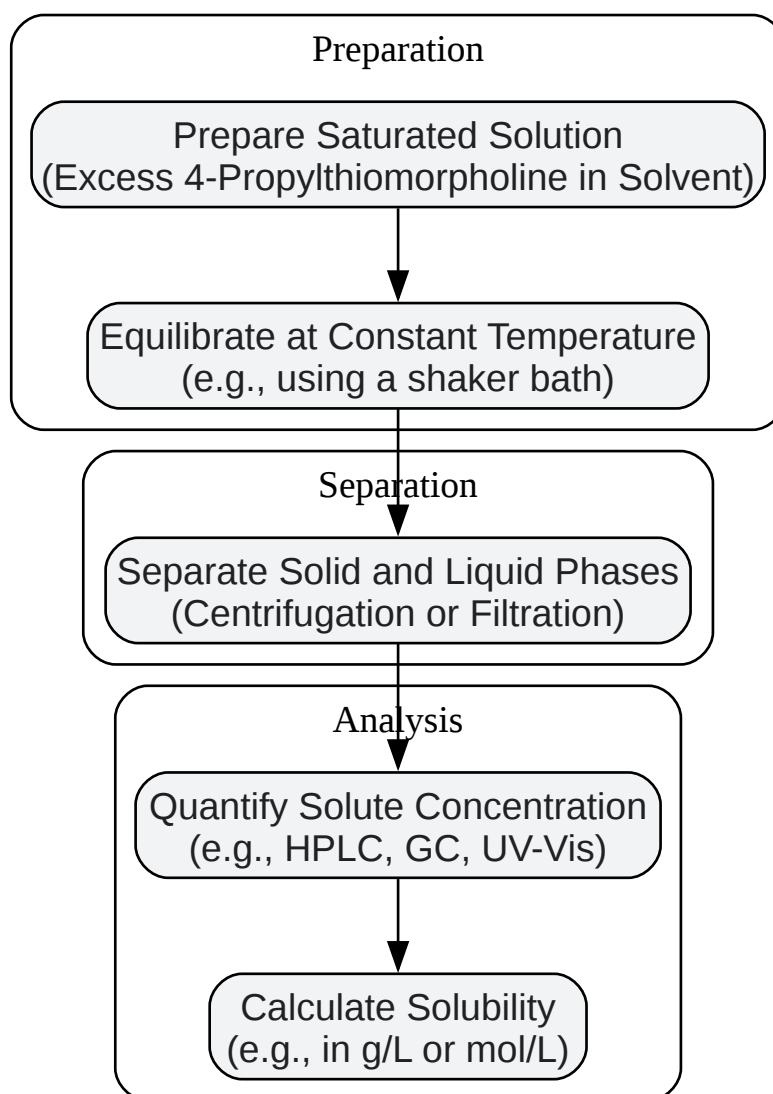 Preparation
Prepare Saturated Solution
(Excess 4-Propylthiomorpholine in Solvent)
Equilibrate at Constant Temperature
(e.g., using a shaker bath)
Separation
Separate Solid and Liquid Phases
(Centrifugation or Filtration)
Analysis
Quantify Solute Concentration
(e.g., HPLC, GC, UV-Vis)
Calculate Solubility
(e.g., in g/L or mol/L)